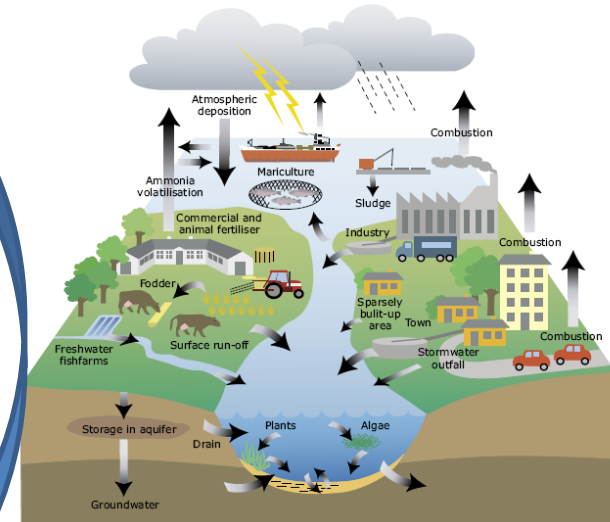 Atmospheric
deposition
Combustion
Mariculture
Ammonia
volatilisation
Sludge
Commercial and
animal fertiliser
Industry
Combustion
Fodder
Sparsely
bulit-up
area
Town
Combustion
Freshwater
fishfarms
Surface run-off
Stormwater
outfall
Storage in aquifer
Plants
Algae
Drain
Groundwater